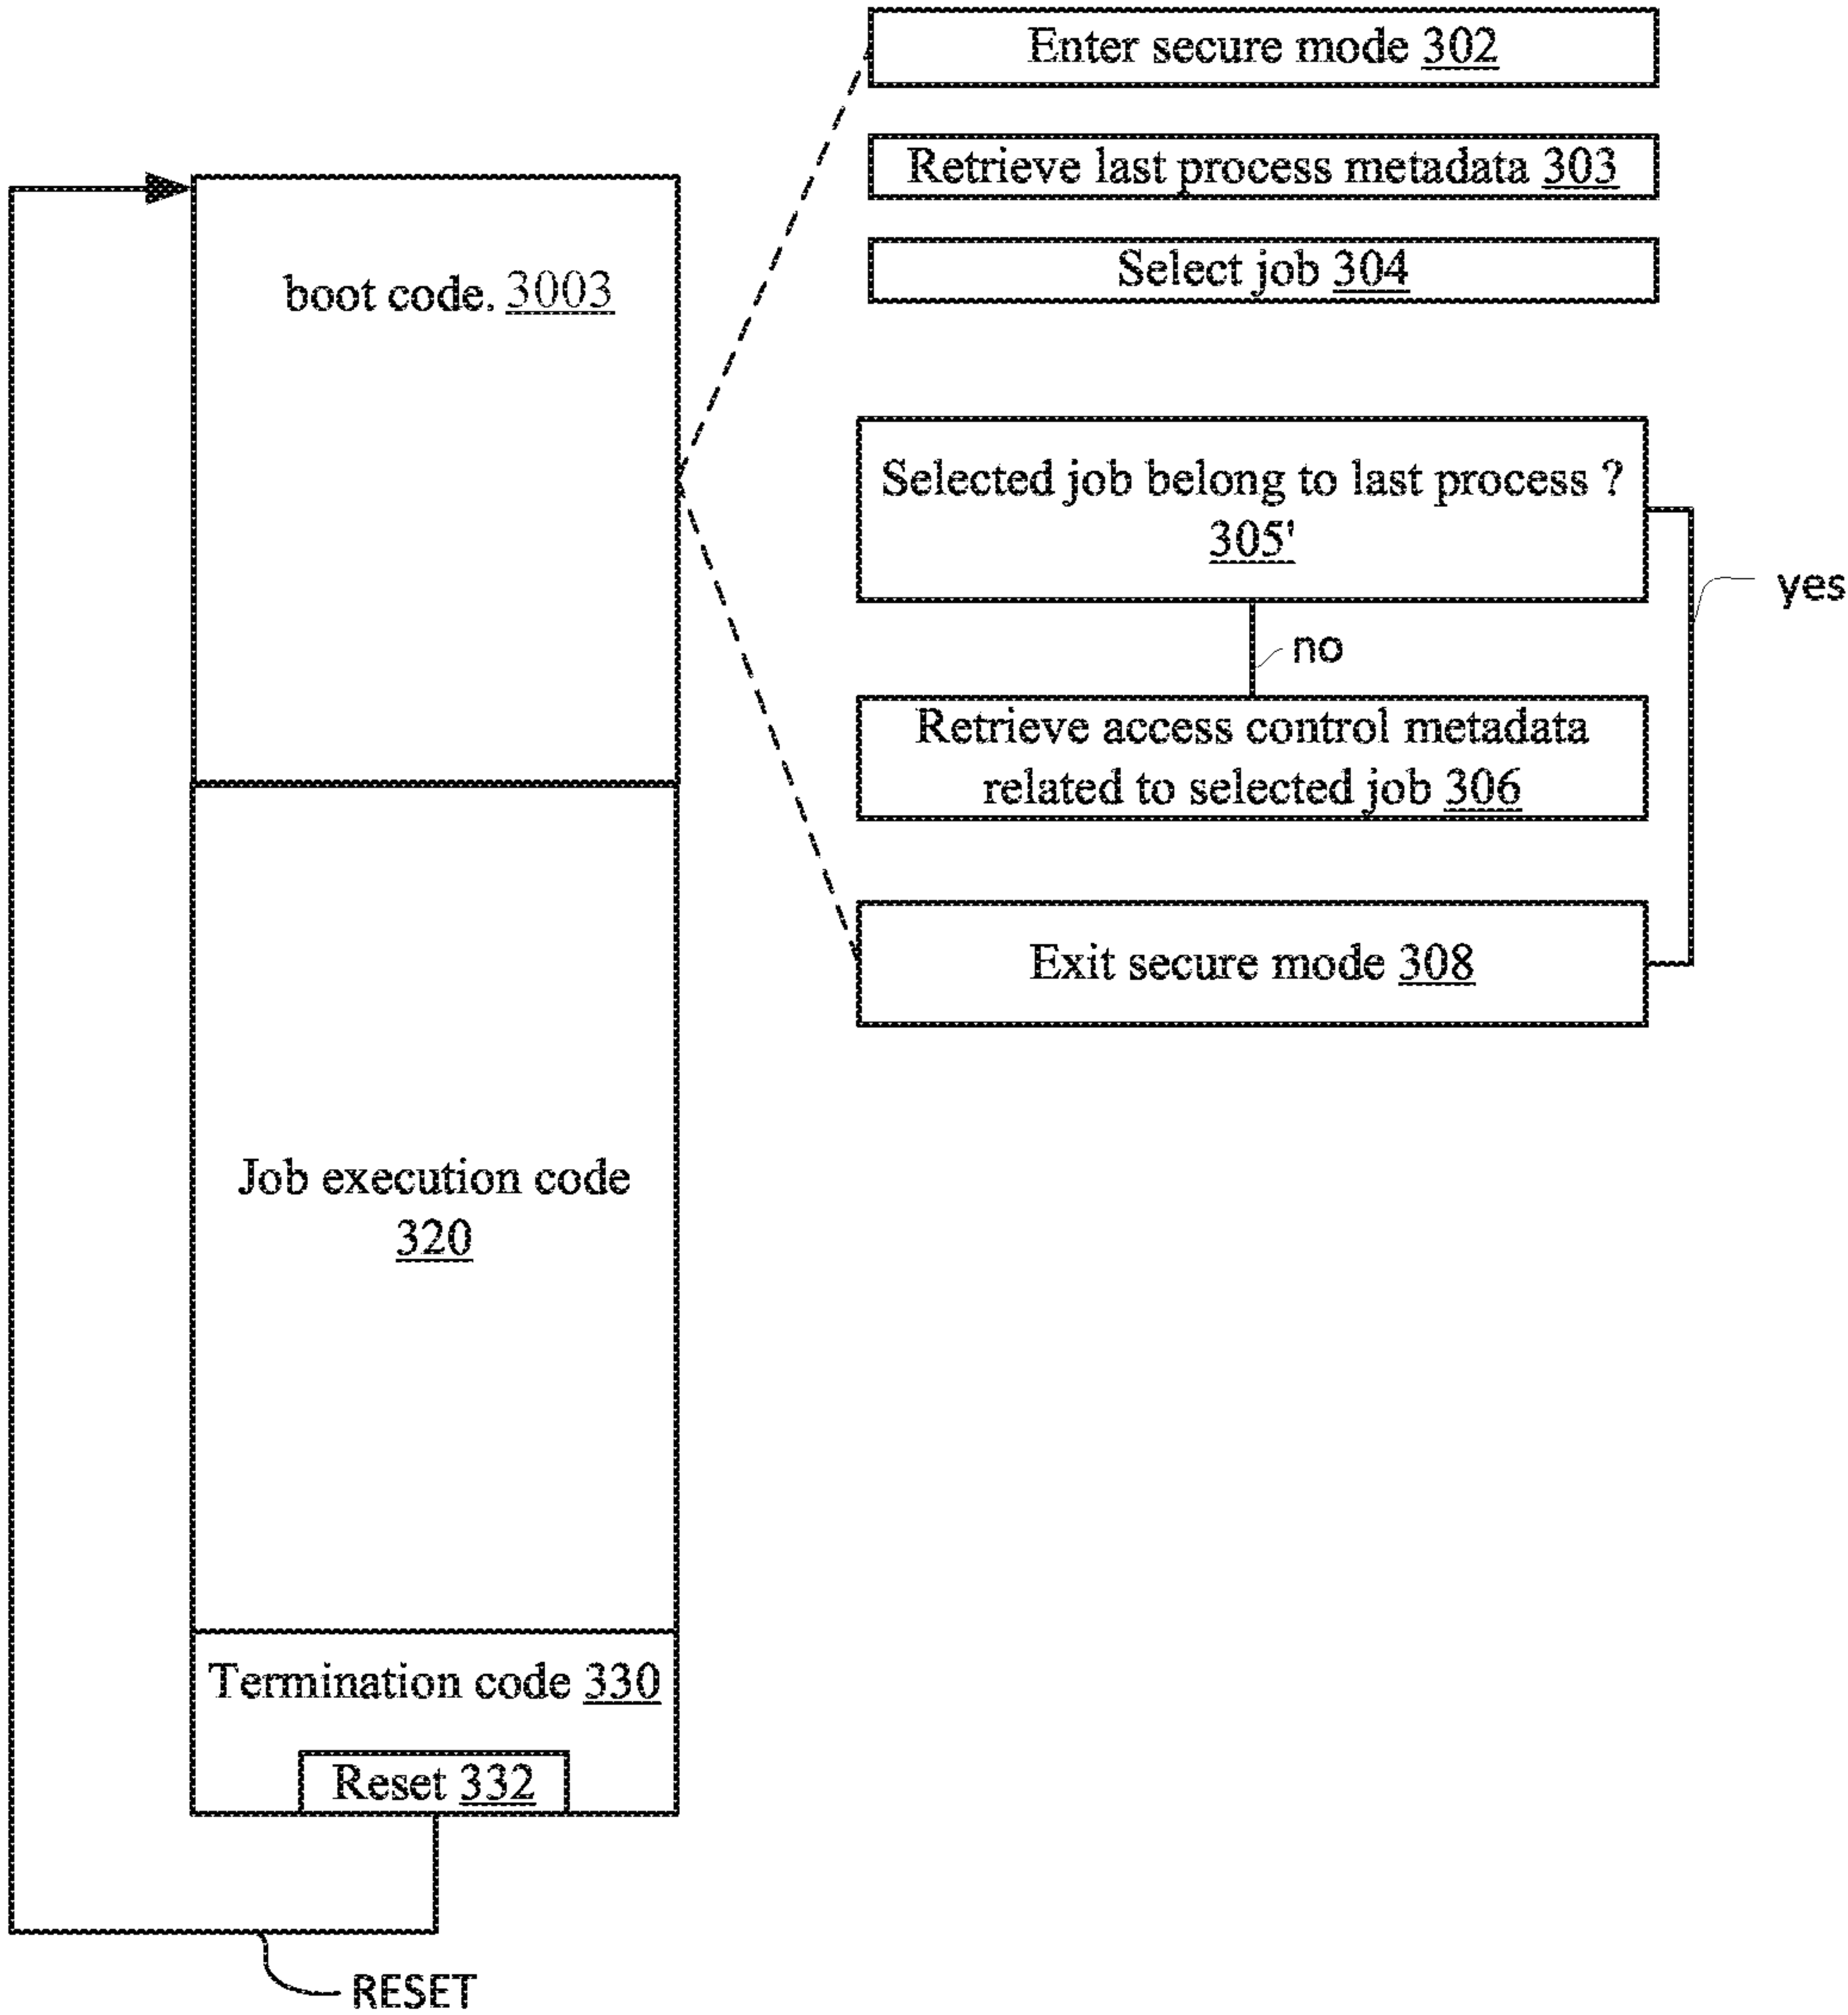 Enter secure mode 302
Retrieve last process metadata 303
Select job 304
boot code. 3003
Selected job belong to last process ?
305'
yes
no
Retrieve access control metadata
related to selected job 306
Exit secure mode 308
Job execution code
320
Termination code 330
Reset 332
RESET